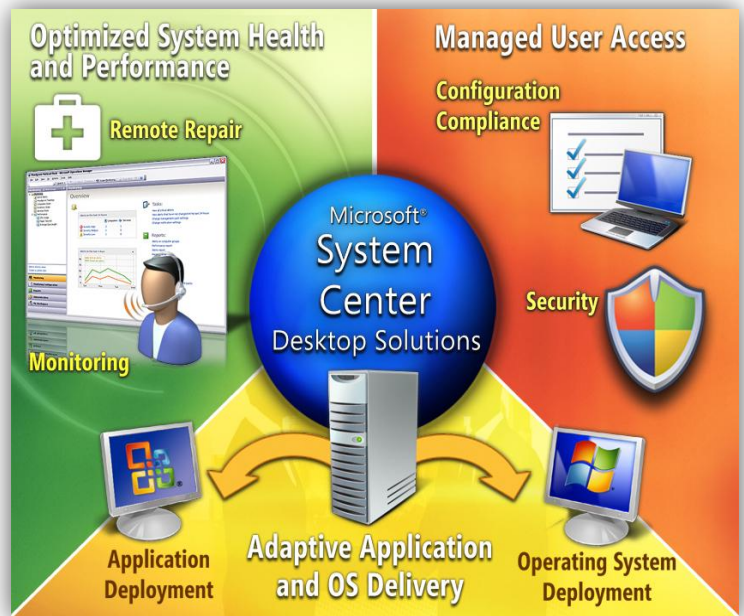 Optimized System Health
and Performance
Remote Repair
Overview
Monitoring
Managed User Access
Configuration
Compliance
Security
Microsoft®
System
Center
Desktop Solutions
Application
Deployment
Adaptive Application
and OS Delivery
Operating System
Deployment